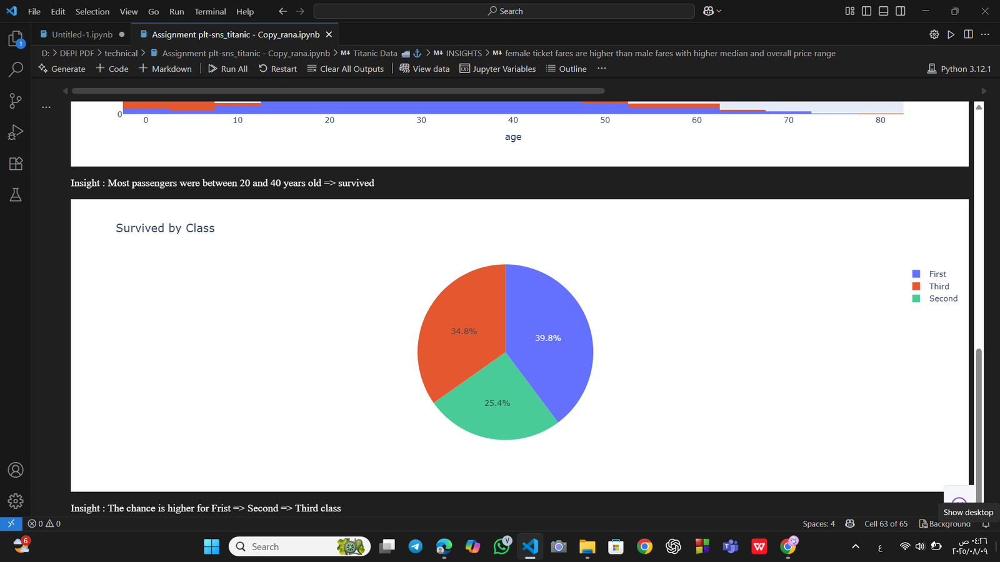 File Edit Selection View Go Run Terminal Help
Search
Untitled-1.ipynb
Assignment plt-sns_titanic - Copy_rana.ipynb
1
D: > DEPI PDF > technical > Assignment plt-sns_titanic - Copy_rana.ipynb > M↓ Titanic Data 🚢⚓ > M↓ INSIGHTS > M↓ female ticket fares are higher than male fares with higher median and overall price range
Generate + Code + Markdown Run All Restart Clear All Outputs View data Jupyter Variables Outline ...
Python 3.12.1
0
0 10 20 30 40 50 60 70 80
age
Insight : Most passengers were between 20 and 40 years old => survived
Survived by Class
First
Third
Second
34.8%
39.8%
25.4%
Insight : The chance is higher for Frist => Second => Third class
Show desktop
0 0
Spaces: 4
Cell 63 of 65
Background
6
Search
V
ع
٠٤:٢٦ ص
٢٠٢٥/٠٨/٠٩